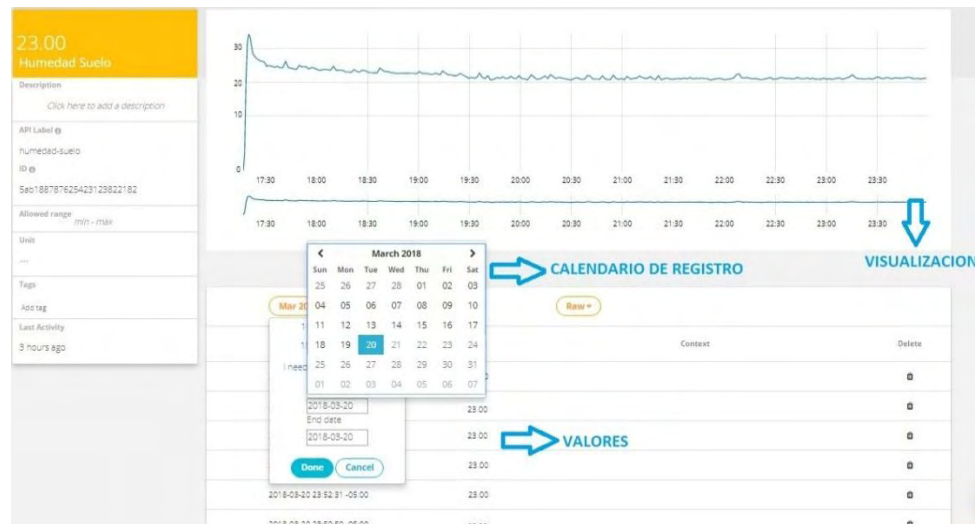 23.00
Humedad Suelo
Description
Click here to add a description
API Label
humedad-suelo
ID
5ab188787625423123822182
Allowed range
min - max
Unit
....
Tags
Add tag
Last Activity
3 hours ago
30
20
10
0
17:30 18:00 18:30 19:00 19:30 20:00 20:30 21:00 21:30 22:00 22:30 23:00 23:30
17:30 18:00 18:30 19:00 19:30 20:00 20:30 21:00 21:30 22:00 22:30 23:00 23:30
VISUALIZACION
March 2018
Sun Mon Tue Wed Thu Fri Sat
25 26 27 28 01 02 03
04 05 06 07 08 09 10
11 12 13 14 15 16 17
18 19 20 21 22 23 24
25 26 27 28 29 30 31
01 02 03 04 05 06 07
CALENDARIO DE REGISTRO
Mar 20
Raw
Context Delete
I need
2018-03-20
End date
2018-03-20
Done Cancel
23.00
23.00
VALORES
23.00
2018-03-20 23:52:31 -05:00 23.00